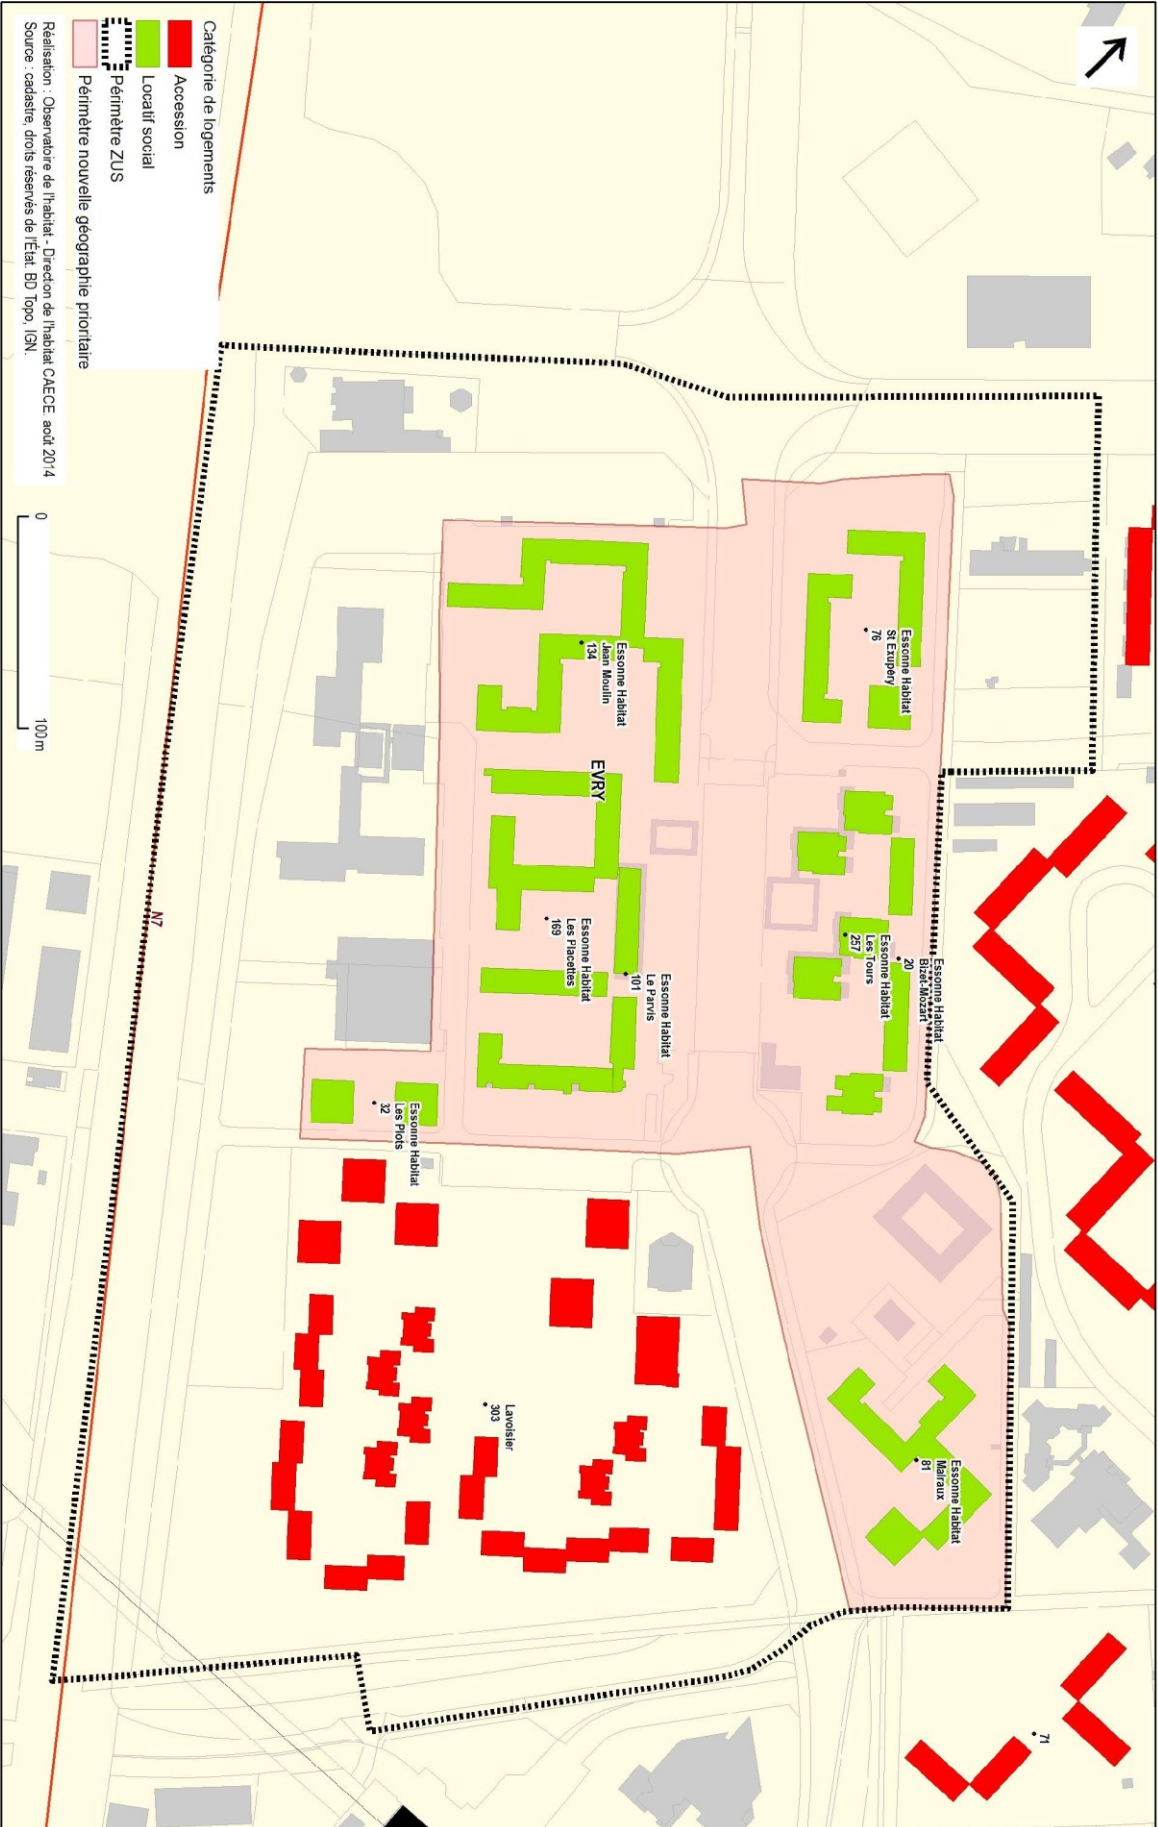 Essonne Habitat
St Exupéry
76
Essonne Habitat
Jean Moulin
134
EVRY
Essonne Habitat
Bizet-Mozart
20
Essonne Habitat
Les Tours
257
Essonne Habitat
Le Parvis
101
Essonne Habitat
Les Placettes
169
Essonne Habitat
Les Plots
32
Essonne Habitat
Malraux
81
Lavoisier
303
71
N7
Catégorie de logements
Accession
Locatif social
Périmètre ZUS
Périmètre nouvelle géographie prioritaire
Réalisation : Observatoire de l'habitat - Direction de l'habitat CAECE. août 2014
Source : cadastre, droits réservés de l'État. BD Topo, IGN.
0 100m